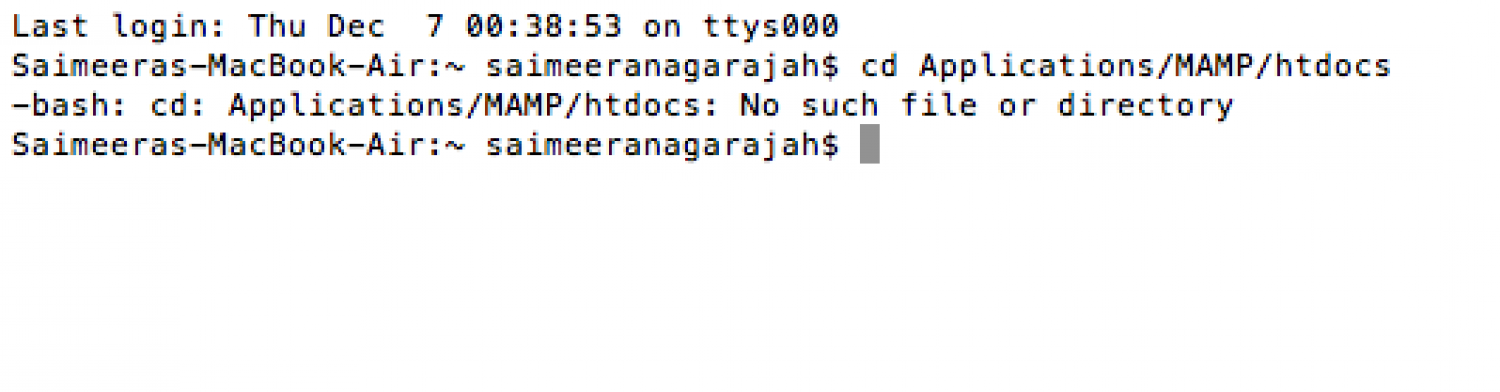 Last login: Thu Dec  7 00:38:53 on ttys000
Saimeeras-MacBook-Air:~ saimeeranagarajah$ cd Applications/MAMP/htdocs
-bash: cd: Applications/MAMP/htdocs: No such file or directory
Saimeeras-MacBook-Air:~ saimeeranagarajah$